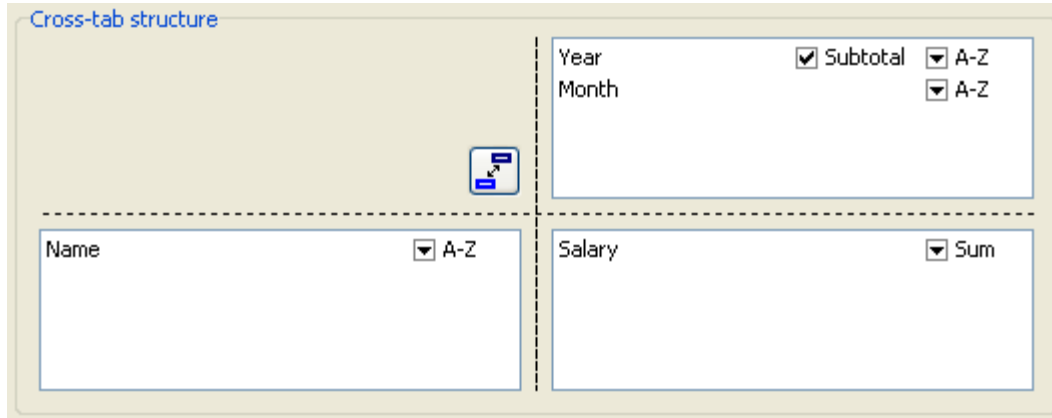 Cross-tab structure
Year Subtotal A-Z
Month A-Z
Name A-Z
Salary Sum